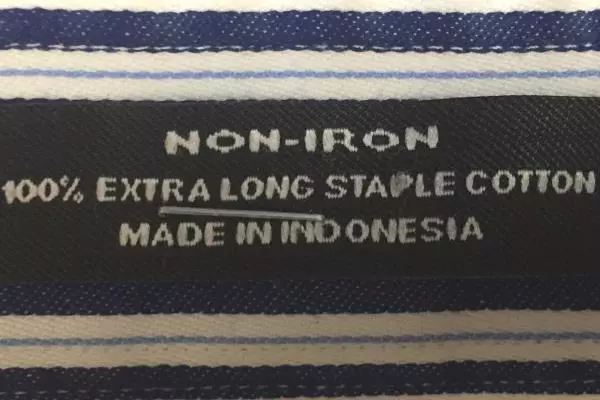 NON-IRON
100% EXTRA LONG STAPLE COTTON
MADE IN INDONESIA